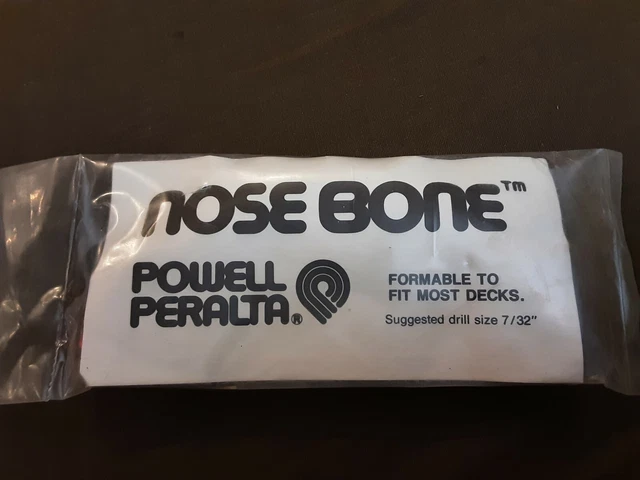 NOSE BONE™
POWELL
PERALTA®
FORMABLE TO
FIT MOST DECKS.
Suggested drill size 7/32"